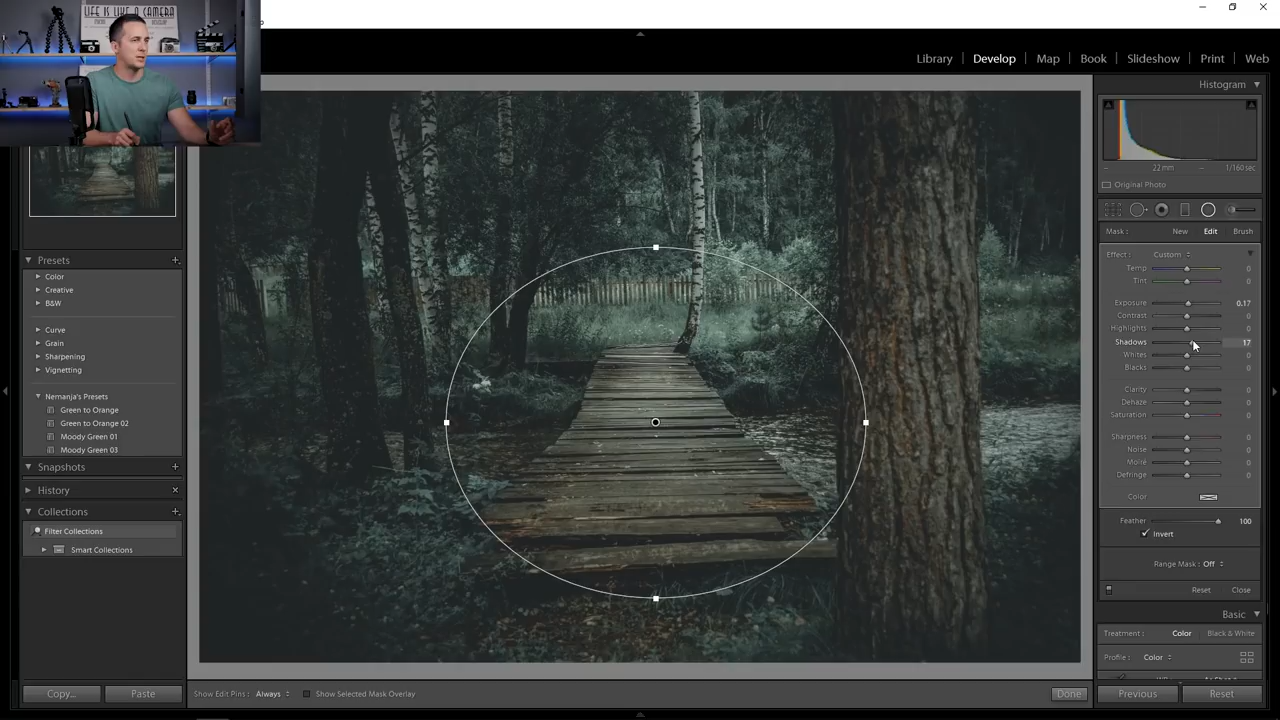 LIFE IS LIKE A CAMERA
Library | Develop | Map | Book | Slideshow | Print | Web
Histogram
22 mm 1/160 sec
Original Photo
Mask : New Edit Brush
Effect : Custom
Temp 0
Tint 0
Exposure 0.17
Contrast 0
Highlights 0
Shadows 17
Whites 0
Blacks 0
Clarity 0
Dehaze 0
Saturation 0
Sharpness 0
Noise 0
Moiré 0
Defringe 0
Color
Feather 100
Invert
Range Mask : Off
Reset Close
Basic
Treatment : Color Black & White
Profile : Color
Previous Reset
Presets
Color
Creative
B&W
Curve
Grain
Sharpening
Vignetting
Nemanja's Presets
Green to Orange
Green to Orange 02
Moody Green 01
Moody Green 03
Snapshots
History
Collections
Filter Collections
Smart Collections
Copy... Paste
Show Edit Pins : Always Show Selected Mask Overlay Done